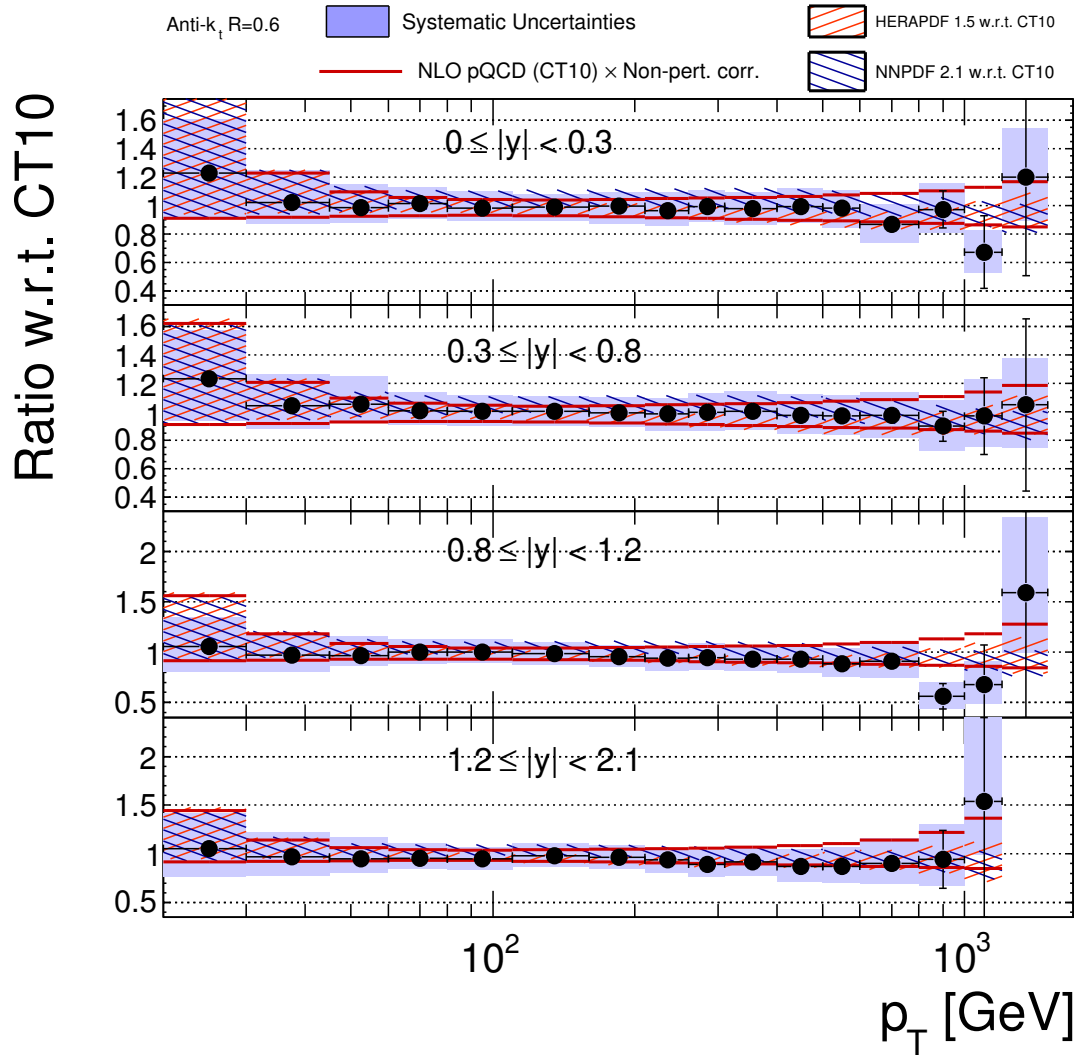 Anti-k_t R=0.6
Systematic Uncertainties
NLO pQCD (CT10) × Non-pert. corr.
HERAPDF 1.5 w.r.t. CT10
NNPDF 2.1 w.r.t. CT10
Ratio w.r.t. CT10
0 ≤ |y| < 0.3
1.6
1.4
1.2
1
0.8
0.6
0.4
0.3 ≤ |y| < 0.8
1.6
1.4
1.2
1
0.8
0.6
0.4
0.8 ≤ |y| < 1.2
2
1.5
1
0.5
1.2 ≤ |y| < 2.1
2
1.5
1
0.5
10² 10³
p_T [GeV]